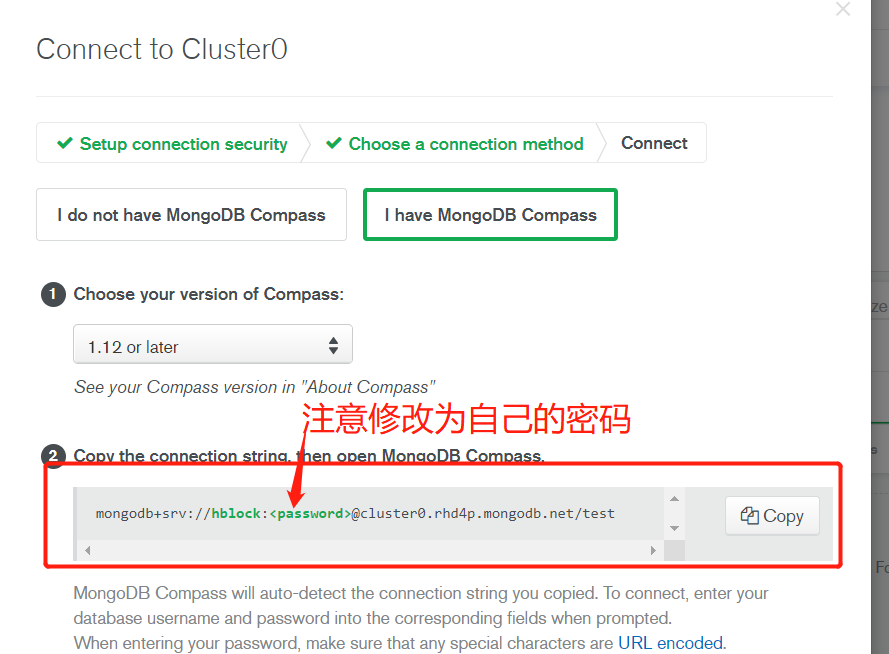 Connect to Cluster0
Setup connection security
Choose a connection method
Connect
I do not have MongoDB Compass
I have MongoDB Compass
1 Choose your version of Compass:
1.12 or later
See your Compass version in "About Compass"
注意修改为自己的密码
2 Copy the connection string, then open MongoDB Compass.
mongodb+srv://hblock:<password>@cluster0.rhd4p.mongodb.net/test
Copy
MongoDB Compass will auto-detect the connection string you copied. To connect, enter your
database username and password into the corresponding fields when prompted.
When entering your password, make sure that any special characters are URL encoded.